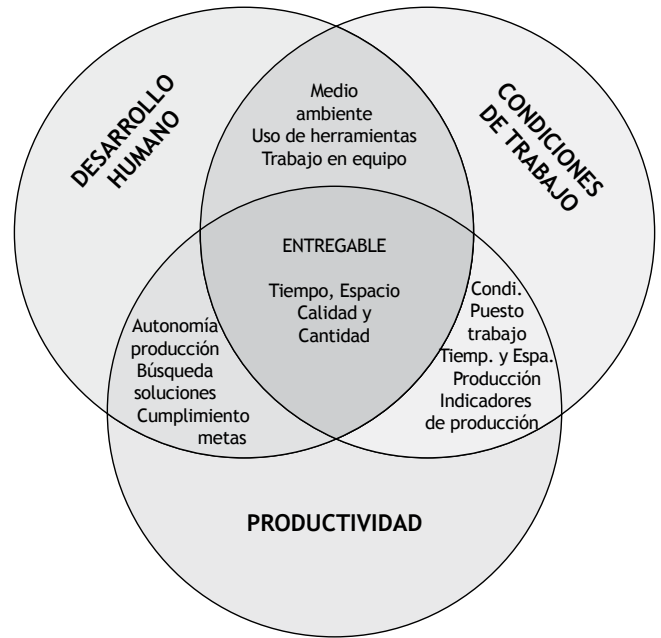 DESARROLLO
HUMANO
Medio
ambiente
Uso de herramientas
Trabajo en equipo
CONDICIONES
DE TRABAJO
ENTREGABLE
Tiempo, Espacio
Calidad y
Cantidad
Autonomía
producción
Búsqueda
soluciones
Cumplimiento
metas
Condi.
Puesto
trabajo
Tiemp. y Espa.
Producción
Indicadores
de producción
PRODUCTIVIDAD